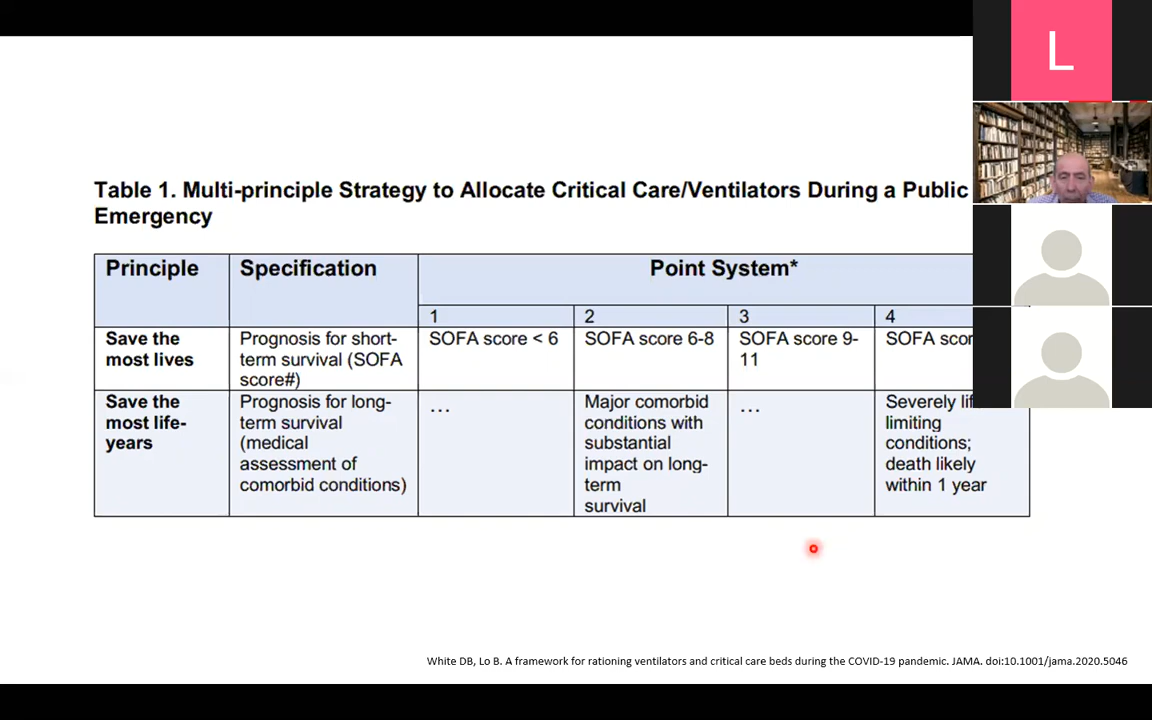 L
Table 1. Multi-principle Strategy to Allocate Critical Care/Ventilators During a Public
Emergency
Principle Specification Point System*
1 2 3 4
Save the most lives
Prognosis for short-
term survival (SOFA
score#)
SOFA score < 6
SOFA score 6-8
SOFA score 9-
11
SOFA
Save the
most life-
years
Prognosis for long-
term survival
(medical
assessment of
comorbid conditions)
...
Major comorbid
conditions with
substantial
impact on long-
term
survival
...
Severely
limiting
conditions;
death likely
within 1 year
White DB, Lo B. A framework for rationing ventilators and critical care beds during the COVID-19 pandemic. JAMA. doi:10.1001/jama.2020.5046